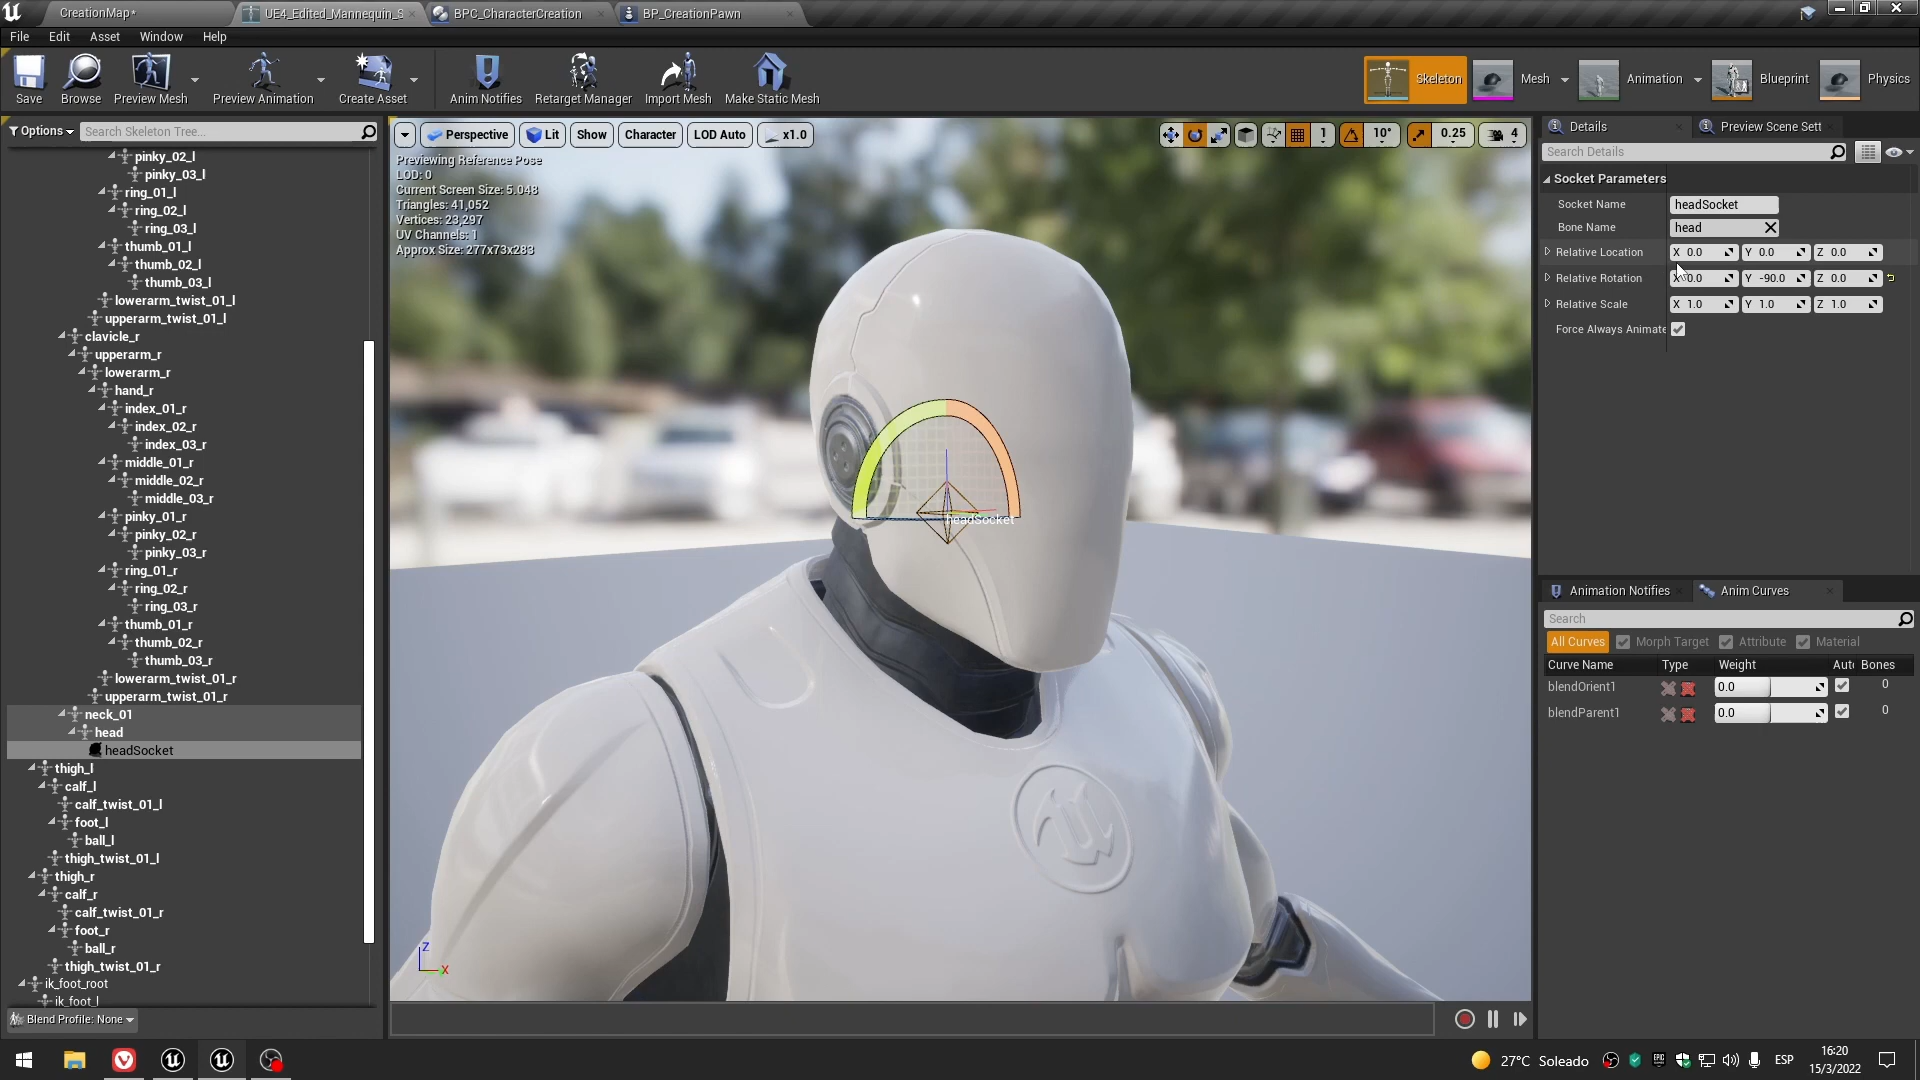 CreationMap*
UE4_Edited_Mannequin_S
BPC_CharacterCreation
BP_CreationPawn
File Edit Asset Window Help
Save
Browse
Preview Mesh
Preview Animation
Create Asset
Anim Notifies
Retarget Manager
Import Mesh
Make Static Mesh
Skeleton
Mesh
Animation
Blueprint
Physics
Options
Search Skeleton Tree...
pinky_02_l
pinky_03_l
ring_01_l
ring_02_l
ring_03_l
thumb_01_l
thumb_02_l
thumb_03_l
lowerarm_twist_01_l
upperarm_twist_01_l
clavicle_r
upperarm_r
lowerarm_r
hand_r
index_01_r
index_02_r
index_03_r
middle_01_r
middle_02_r
middle_03_r
pinky_01_r
pinky_02_r
pinky_03_r
ring_01_r
ring_02_r
ring_03_r
thumb_01_r
thumb_02_r
thumb_03_r
lowerarm_twist_01_r
upperarm_twist_01_r
neck_01
head
headSocket
thigh_l
calf_l
calf_twist_01_l
foot_l
ball_l
thigh_twist_01_l
thigh_r
calf_r
calf_twist_01_r
foot_r
ball_r
thigh_twist_01_r
ik_foot_root
ik_foot_l
Blend Profile: None
Perspective
Lit
Show
Character
LOD Auto
x1.0
1
10°
0.25
4
Previewing Reference Pose
LOD: 0
Current Screen Size: 5.048
Triangles: 41,052
Vertices: 23,297
UV Channels: 1
Approx Size: 277x73x283
headSocket
Z
X
Details
Preview Scene Sett
Search Details
Socket Parameters
Socket Name headSocket
Bone Name head
Relative Location X 0.0 Y 0.0 Z 0.0
Relative Rotation X 0.0 Y -90.0 Z 0.0
Relative Scale X 1.0 Y 1.0 Z 1.0
Force Always Animate
Animation Notifies
Anim Curves
Search
All Curves Morph Target Attribute Material
Curve Name Type Weight Aut Bones
blendOrient1 0.0 0
blendParent1 0.0 0
27°C Soleado
ESP
16:20
15/3/2022